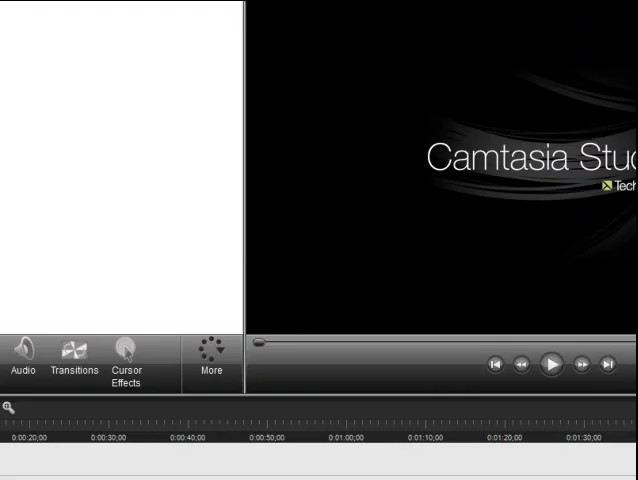 Camtasia Stu
Tech
Audio Transitions Cursor Effects More
0:00:20;00 0:00:30;00 0:00:40;00 0:00:50;00 0:01:00;00 0:01:10;00 0:01:20;00 0:01:30;00